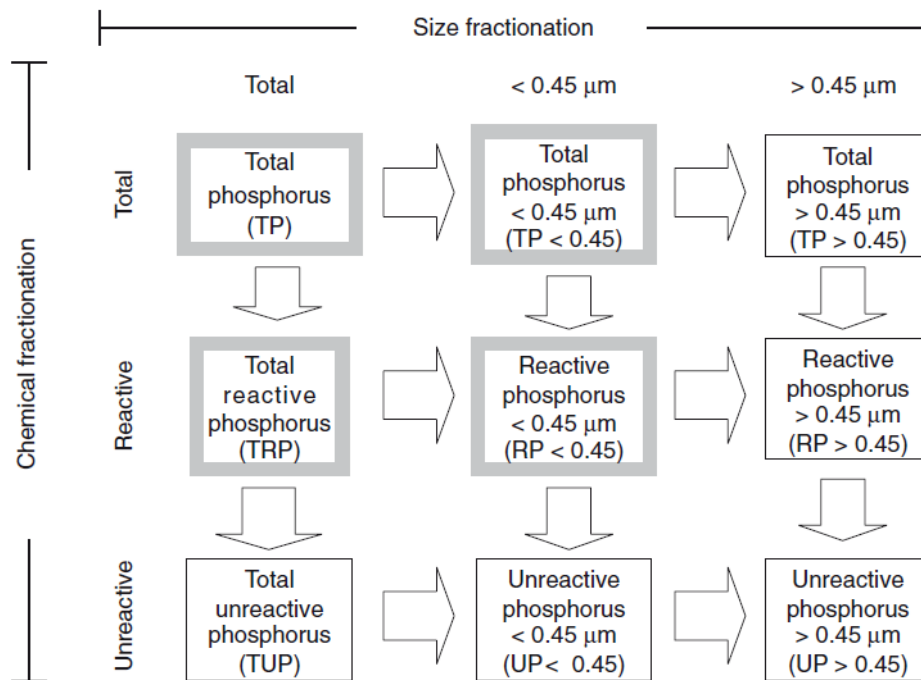 Size fractionation
Total
< 0.45 μm
> 0.45 μm
Chemical fractionation
Total
Total
phosphorus
(TP)
Total
phosphorus
< 0.45 μm
(TP < 0.45)
Total
phosphorus
> 0.45 μm
(TP > 0.45)
Reactive
Total
reactive
phosphorus
(TRP)
Reactive
phosphorus
< 0.45 μm
(RP < 0.45)
Reactive
phosphorus
> 0.45 μm
(RP > 0.45)
Unreactive
Total
unreactive
phosphorus
(TUP)
Unreactive
phosphorus
< 0.45 μm
(UP< 0.45)
Unreactive
phosphorus
> 0.45 μm
(UP > 0.45)